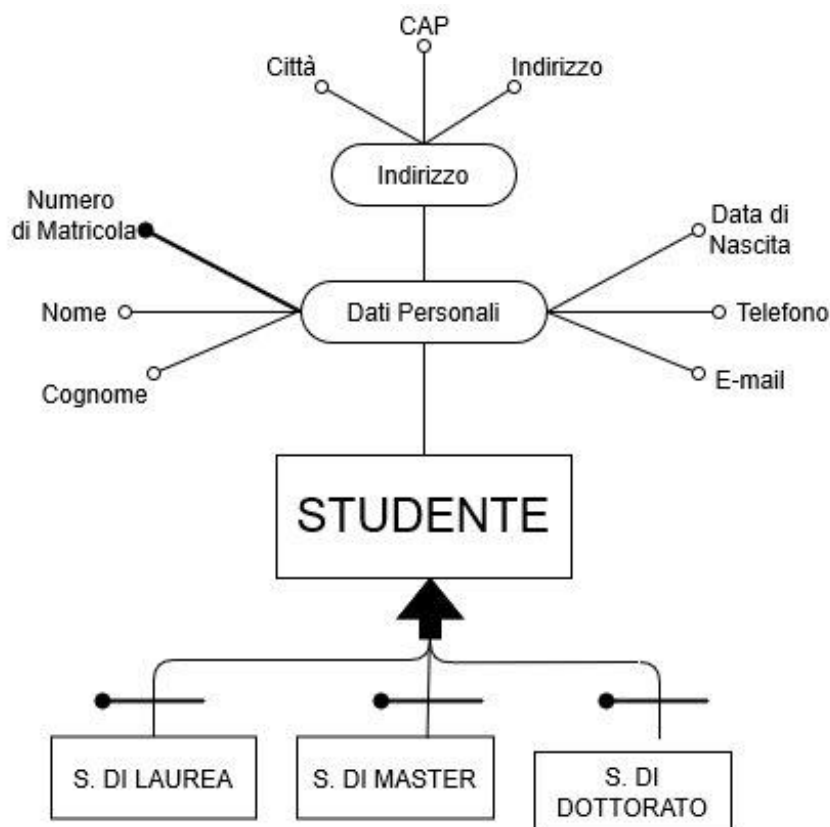 CAP
Città
Indirizzo
Indirizzo
Numero
di Matricola
Data di
Nascita
Nome
Dati Personali
Telefono
Cognome
E-mail
STUDENTE
S. DI LAUREA
S. DI MASTER
S. DI
DOTTORATO